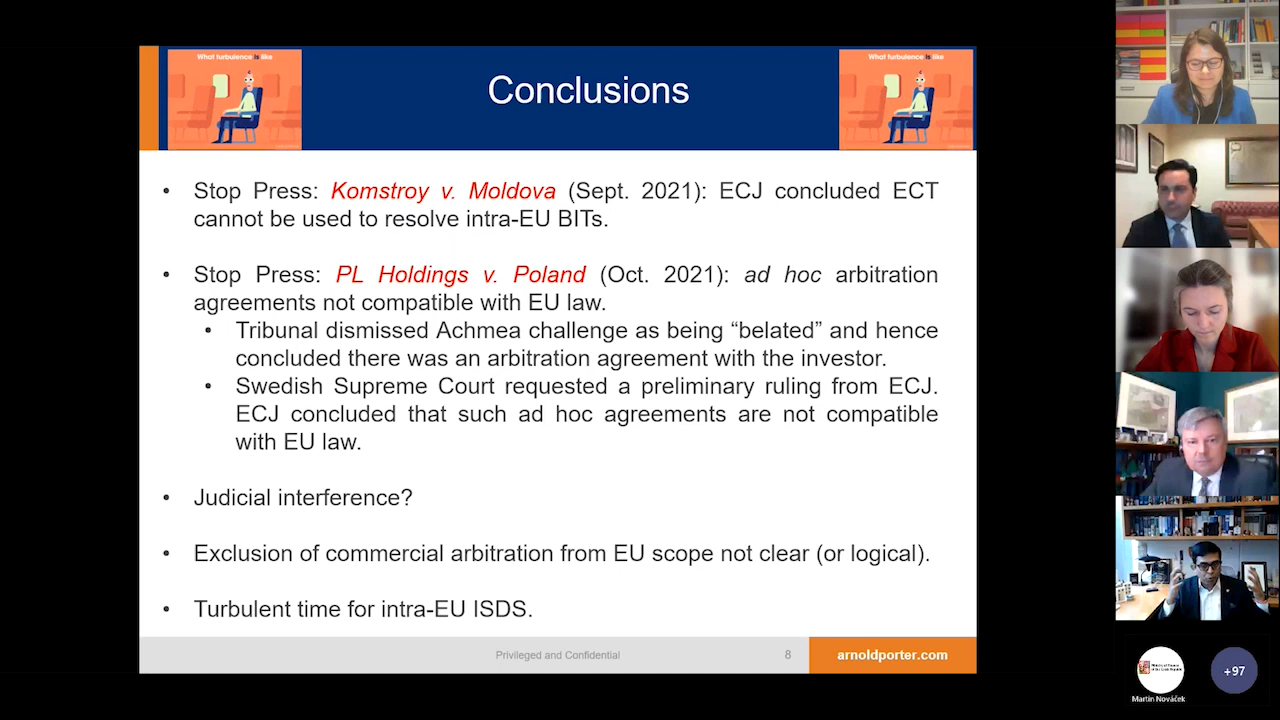 What turbulence is like
Conclusions
What turbulence is like
• Stop Press: Komstroy v. Moldova (Sept. 2021): ECJ concluded ECT
cannot be used to resolve intra-EU BITs.
• Stop Press: PL Holdings v. Poland (Oct. 2021): ad hoc arbitration
agreements not compatible with EU law.
• Tribunal dismissed Achmea challenge as being “belated” and hence
concluded there was an arbitration agreement with the investor.
• Swedish Supreme Court requested a preliminary ruling from ECJ.
ECJ concluded that such ad hoc agreements are not compatible
with EU law.
• Judicial interference?
• Exclusion of commercial arbitration from EU scope not clear (or logical).
• Turbulent time for intra-EU ISDS.
Privileged and Confidential
8
arnoldporter.com
Martin Nováček
+97